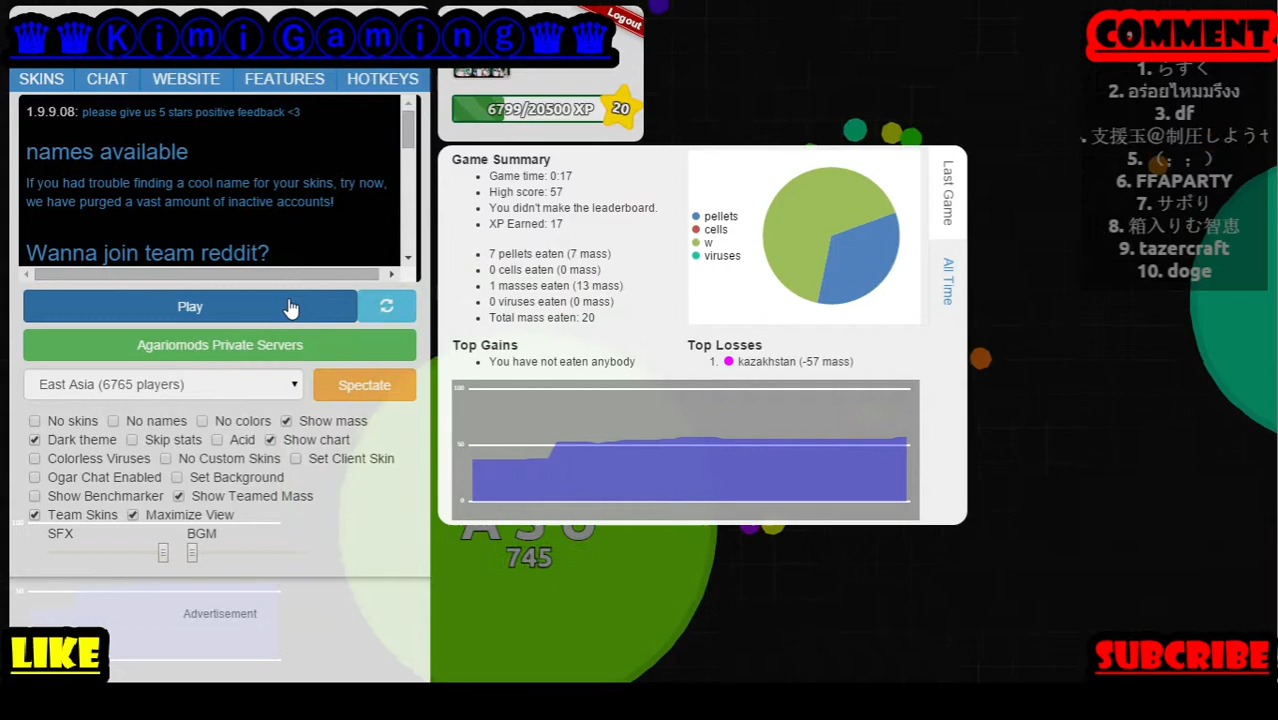 ♛ ♛ⓀⓘⓜⓘⒼⓐⓜⓘⓝⓖ♛ ♛
Logout
COMMENT
SKINS CHAT WEBSITE FEATURES HOTKEYS
6799/20500 XP 20
1.9.9.08: please give us 5 stars positive feedback <3
names available
If you had trouble finding a cool name for your skins, try now,
we have purged a vast amount of inactive accounts!
Wanna join team reddit?
Play
Agariomods Private Servers
East Asia (6765 players)
Spectate
No skins No names No colors Show mass
Dark theme Skip stats Acid Show chart
Colorless Viruses No Custom Skins Set Client Skin
Ogar Chat Enabled Set Background
Show Benchmarker Show Teamed Mass
Team Skins Maximize View
100
SFX BGM
50
Advertisement
LIKE
Game Summary
Game time: 0:17
High score: 57
You didn't make the leaderboard.
XP Earned: 17
7 pellets eaten (7 mass)
0 cells eaten (0 mass)
1 masses eaten (13 mass)
0 viruses eaten (0 mass)
Total mass eaten: 20
pellets
cells
w
viruses
Last Game
All Time
Top Gains
You have not eaten anybody
Top Losses
1. kazakhstan (-57 mass)
100
50
0
745
1. らすく
2. อร่อยไหมมรึงง
3. df
支援玉@制圧しようせ
5. （; ; ）
6. FFAPARTY
7. サボり
8. 箱入りむ智恵
9. tazercraft
10. doge
SUBCRIBE